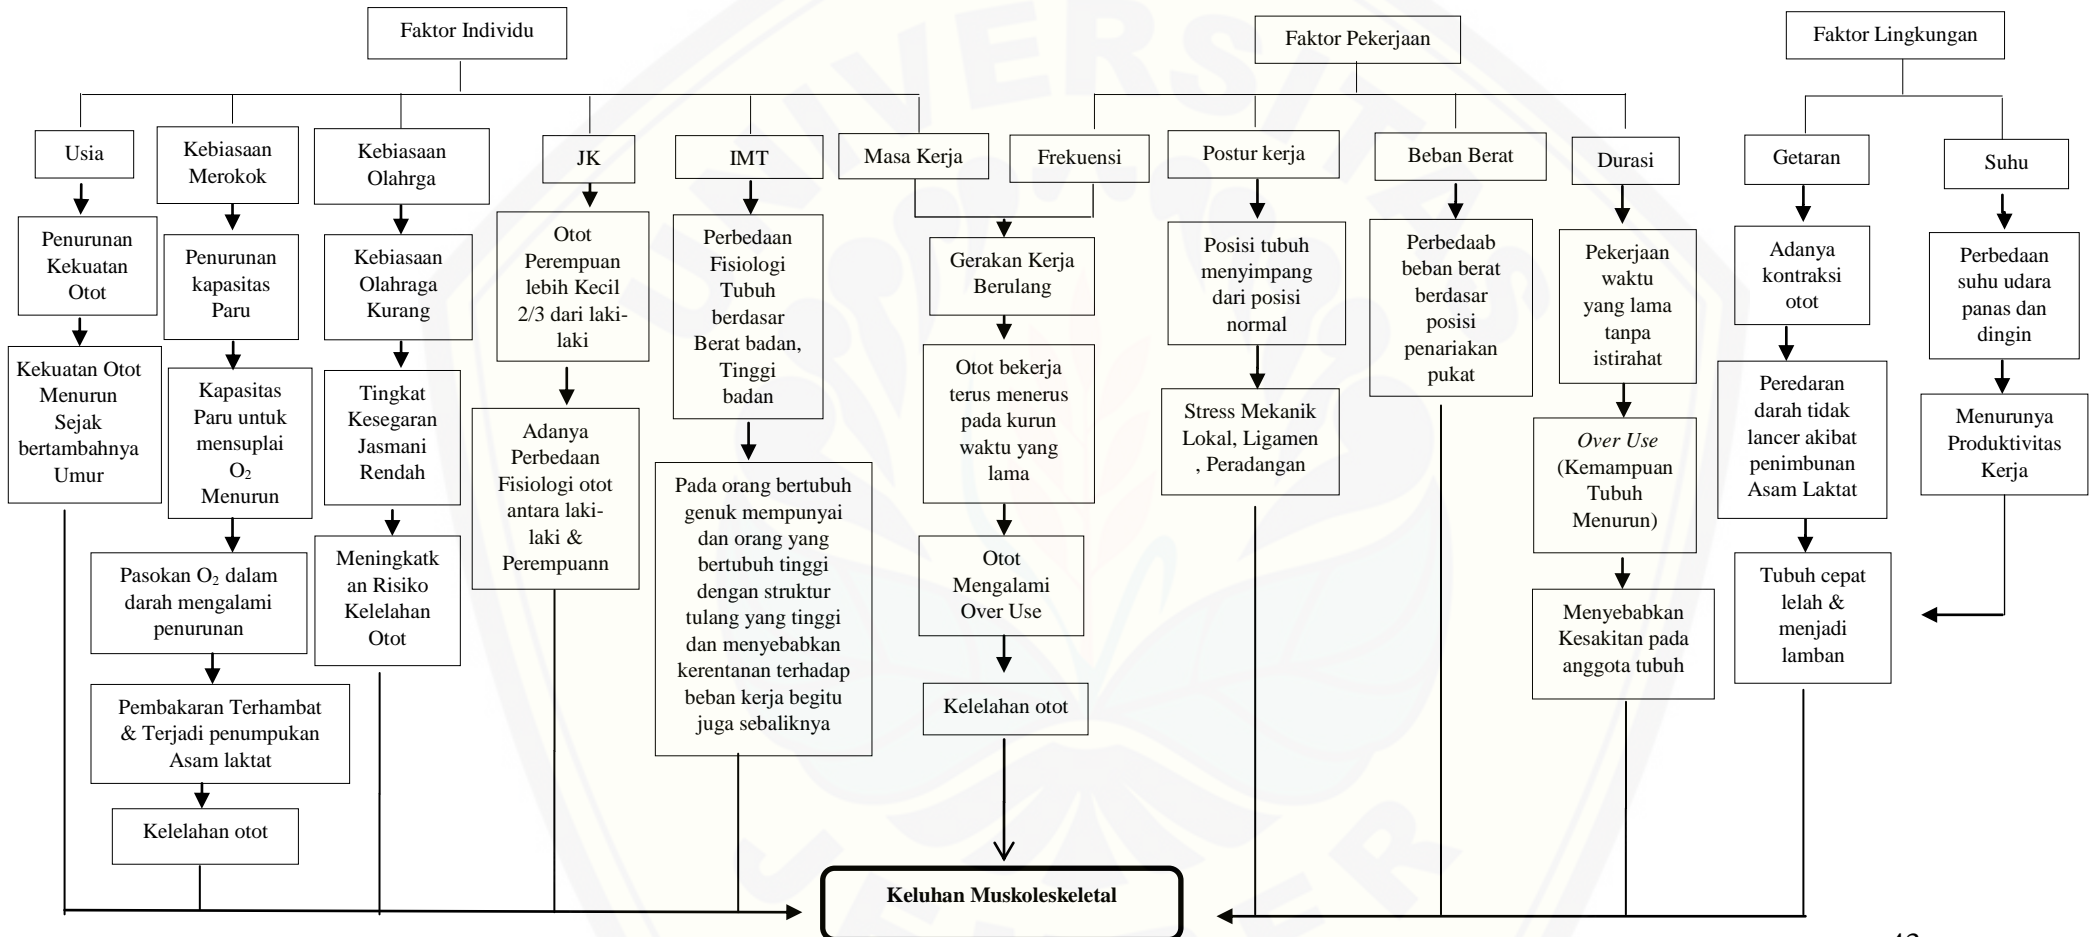 Faktor Individu
Faktor Pekerjaan
Faktor Lingkungan
Usia
Kebiasaan
Merokok
Kebiasaan
Olahrga
JK
IMT
Masa Kerja
Frekuensi
Postur kerja
Beban Berat
Durasi
Getaran
Suhu
Penurunan
Kekuatan
Otot
Kekuatan Otot
Menurun
Sejak
bertambahnya
Umur
Penurunan
kapasitas
Paru
Kapasitas
Paru untuk
mensuplai
O₂
Menurun
Pasokan O₂ dalam
darah mengalami
penurunan
Pembakaran Terhambat
& Terjadi penumpukan
Asam laktat
Kelelahan otot
Kebiasaan
Olahraga
Kurang
Tingkat
Kesegaran
Jasmani
Rendah
Meningkatk
an Risiko
Kelelahan
Otot
Otot
Perempuan
lebih Kecil
2/3 dari laki-
laki
Adanya
Perbedaan
Fisiologi otot
antara laki-
laki &
Perempuann
Perbedaan
Fisiologi
Tubuh
berdasar
Berat badan,
Tinggi
badan
Pada orang bertubuh
genuk mempunyai
dan orang yang
bertubuh tinggi
dengan struktur
tulang yang tinggi
dan menyebabkan
kerentanan terhadap
beban kerja begitu
juga sebaliknya
Gerakan Kerja
Berulang
Otot bekerja
terus menerus
pada kurun
waktu yang
lama
Otot
Mengalami
Over Use
Kelelahan otot
Posisi tubuh
menyimpang
dari posisi
normal
Stress Mekanik
Lokal, Ligamen
, Peradangan
Perbedaab
beban berat
berdasar
posisi
penariakan
pukat
Pekerjaan
waktu
yang lama
tanpa
istirahat
Over Use
(Kemampuan
Tubuh
Menurun)
Menyebabkan
Kesakitan pada
anggota tubuh
Adanya
kontraksi
otot
Peredaran
darah tidak
lancer akibat
penimbunan
Asam Laktat
Tubuh cepat
lelah &
menjadi
lamban
Perbedaan
suhu udara
panas dan
dingin
Menurunya
Produktivitas
Kerja
Keluhan Muskoleskeletal
UNIVERSITAS
JEMBER